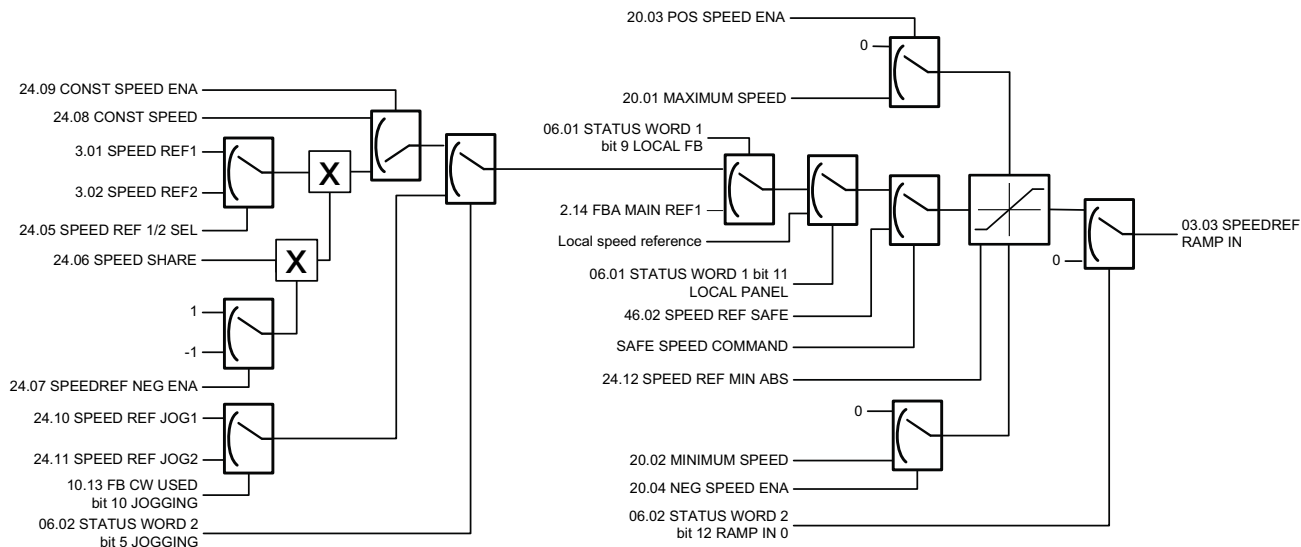 20.03 POS SPEED ENA
0
20.01 MAXIMUM SPEED
24.09 CONST SPEED ENA
24.08 CONST SPEED
3.01 SPEED REF1
3.02 SPEED REF2
24.05 SPEED REF 1/2 SEL
X
24.06 SPEED SHARE
X
1
-1
24.07 SPEEDREF NEG ENA
24.10 SPEED REF JOG1
24.11 SPEED REF JOG2
10.13 FB CW USED
bit 10 JOGGING
06.02 STATUS WORD 2
bit 5 JOGGING
06.01 STATUS WORD 1
bit 9 LOCAL FB
2.14 FBA MAIN REF1
Local speed reference
06.01 STATUS WORD 1 bit 11
LOCAL PANEL
46.02 SPEED REF SAFE
SAFE SPEED COMMAND
24.12 SPEED REF MIN ABS
0
20.02 MINIMUM SPEED
20.04 NEG SPEED ENA
06.02 STATUS WORD 2
bit 12 RAMP IN 0
0
03.03 SPEEDREF
RAMP IN